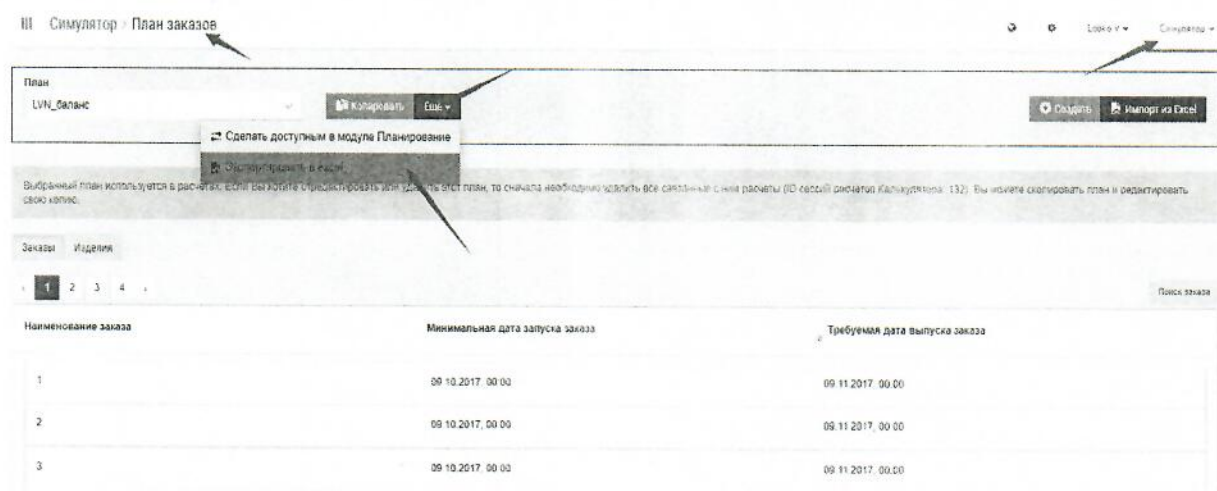 Симулятор / План заказов
Симулятор
План
LVN_баланс
Копировать Ещё
Создать Импорт из Excel
Сделать доступным в модуле Планирование
Экспортировать в excel
Выбранный план используется в расчетах. Если Вы хотите отредактировать или удалить этот план, то сначала необходимо удалить все связанные с ним расчеты (ID сессий расчетов Калькулятора: 132). Вы можете скопировать план и редактировать
свою копию.
Заказы Изделия
‹ 1 2 3 4 ›
Поиск заказа
Наименование заказа Минимальная дата запуска заказа Требуемая дата выпуска заказа
1 09.10.2017, 00:00 09.11.2017, 00:00
2 09.10.2017, 00:00 09.11.2017, 00:00
3 09.10.2017, 00:00 09.11.2017, 00:00